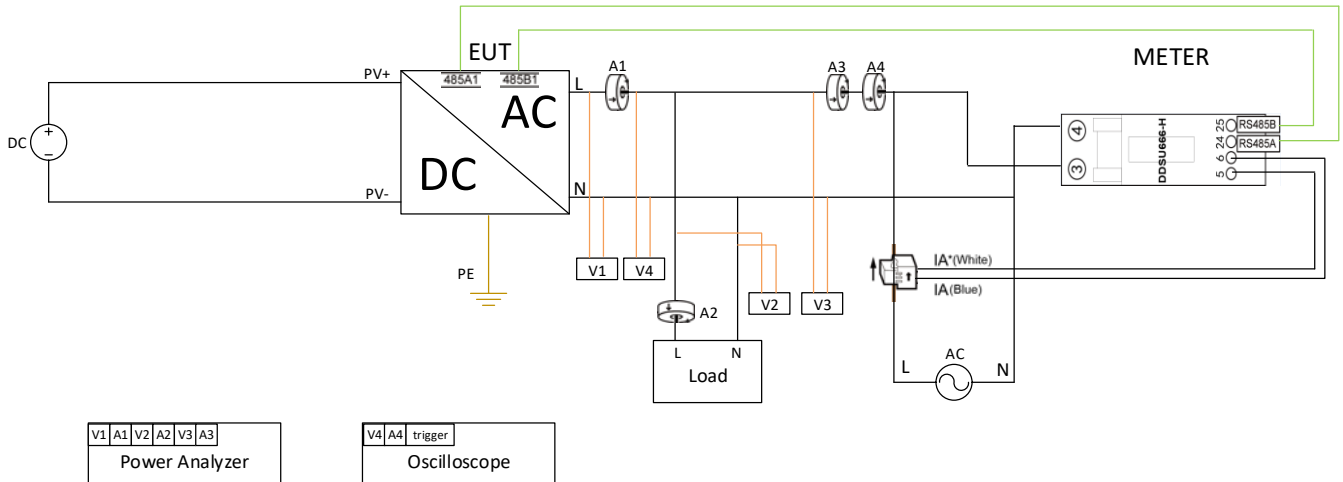 EUT
METER
PV+
485A1
485B1
L
A1
A3
A4
AC
DC
DC
+
−
4
3
DDSU666-H
25
24
6
5
RS485B
RS485A
PV-
N
PE
V1
V4
V2
V3
IA*(White)
IA(Blue)
A2
L
N
Load
L
AC
N
V1 A1 V2 A2 V3 A3
Power Analyzer
V4 A4 trigger
Oscilloscope